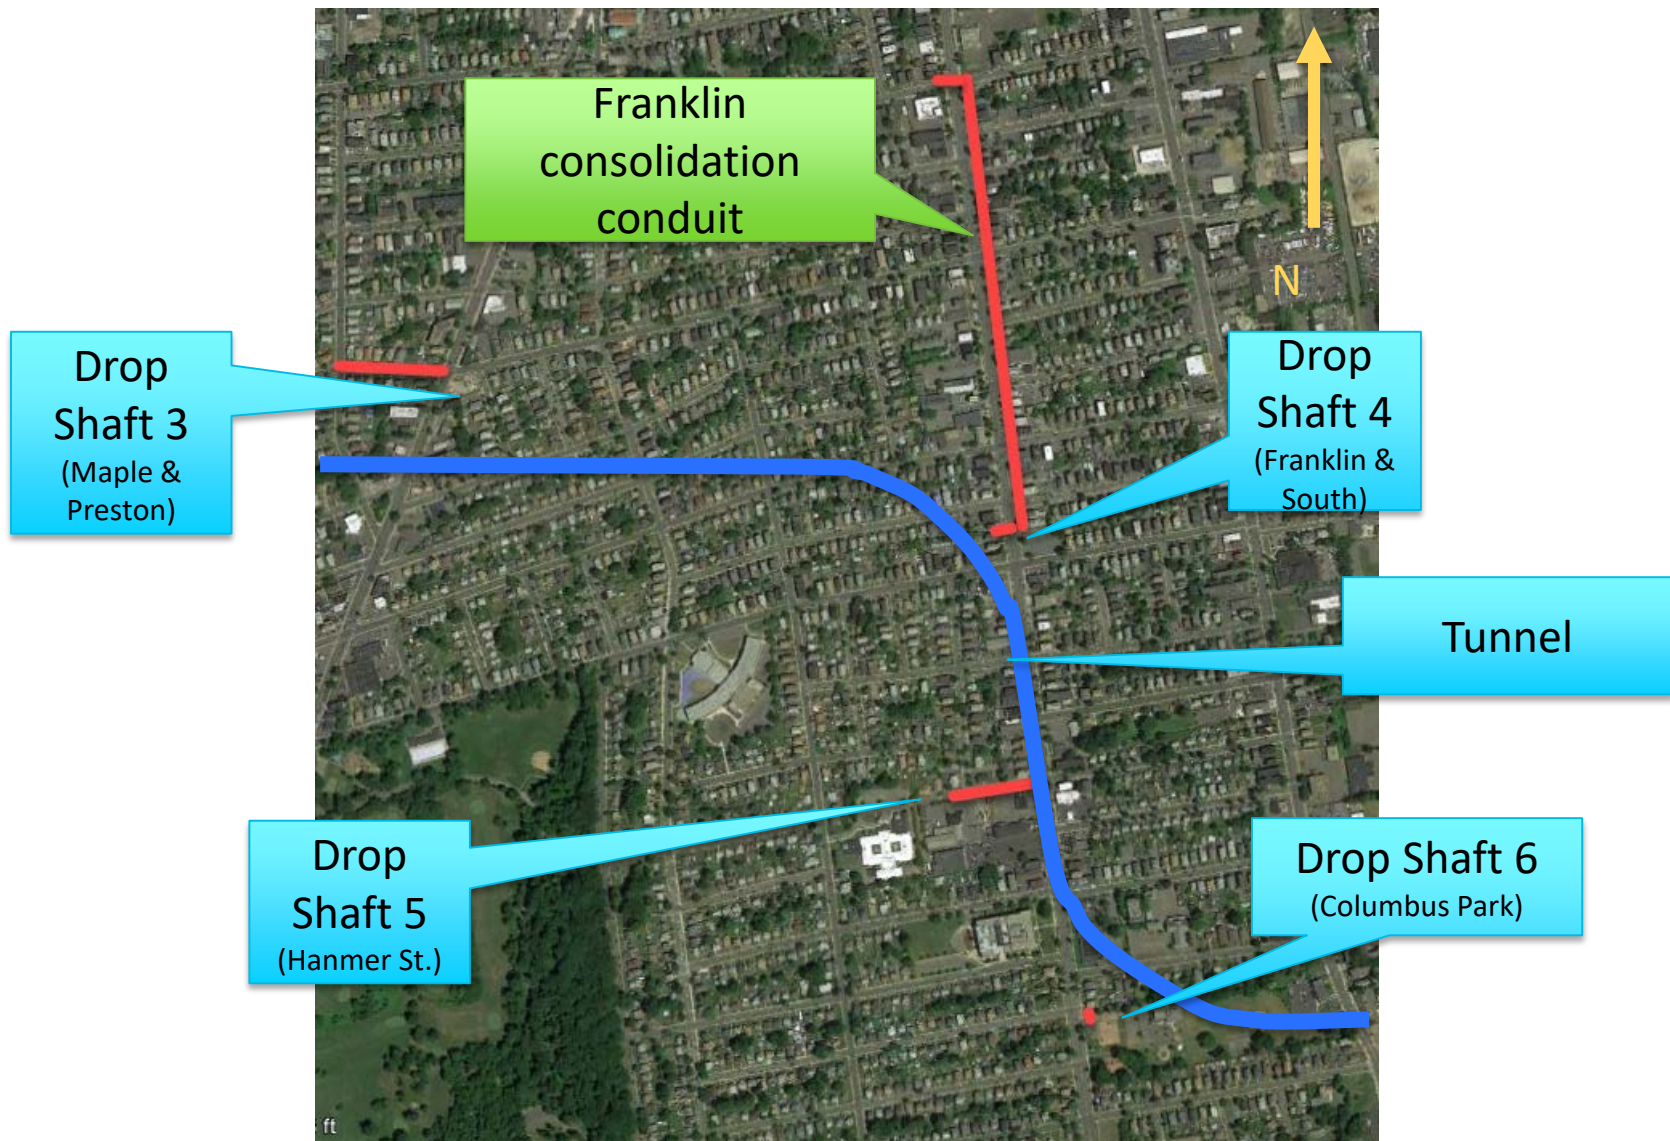 Franklin
consolidation
conduit
N
Drop
Shaft 3
(Maple &
Preston)
Drop
Shaft 4
(Franklin &
South)
Tunnel
Drop
Shaft 5
(Hanmer St.)
Drop Shaft 6
(Columbus Park)
ft